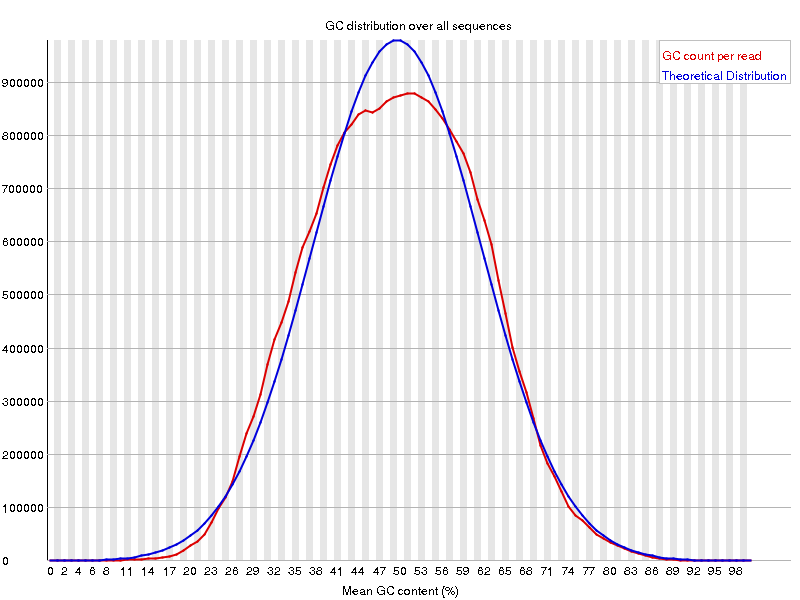 GC distribution over all sequences
GC count per read
Theoretical Distribution
900000
800000
700000
600000
500000
400000
300000
200000
100000
0
0 2 4 6 8 11 14 17 20 23 26 29 32 35 38 41 44 47 50 53 56 59 62 65 68 71 74 77 80 83 86 89 92 95 98
Mean GC content (%)